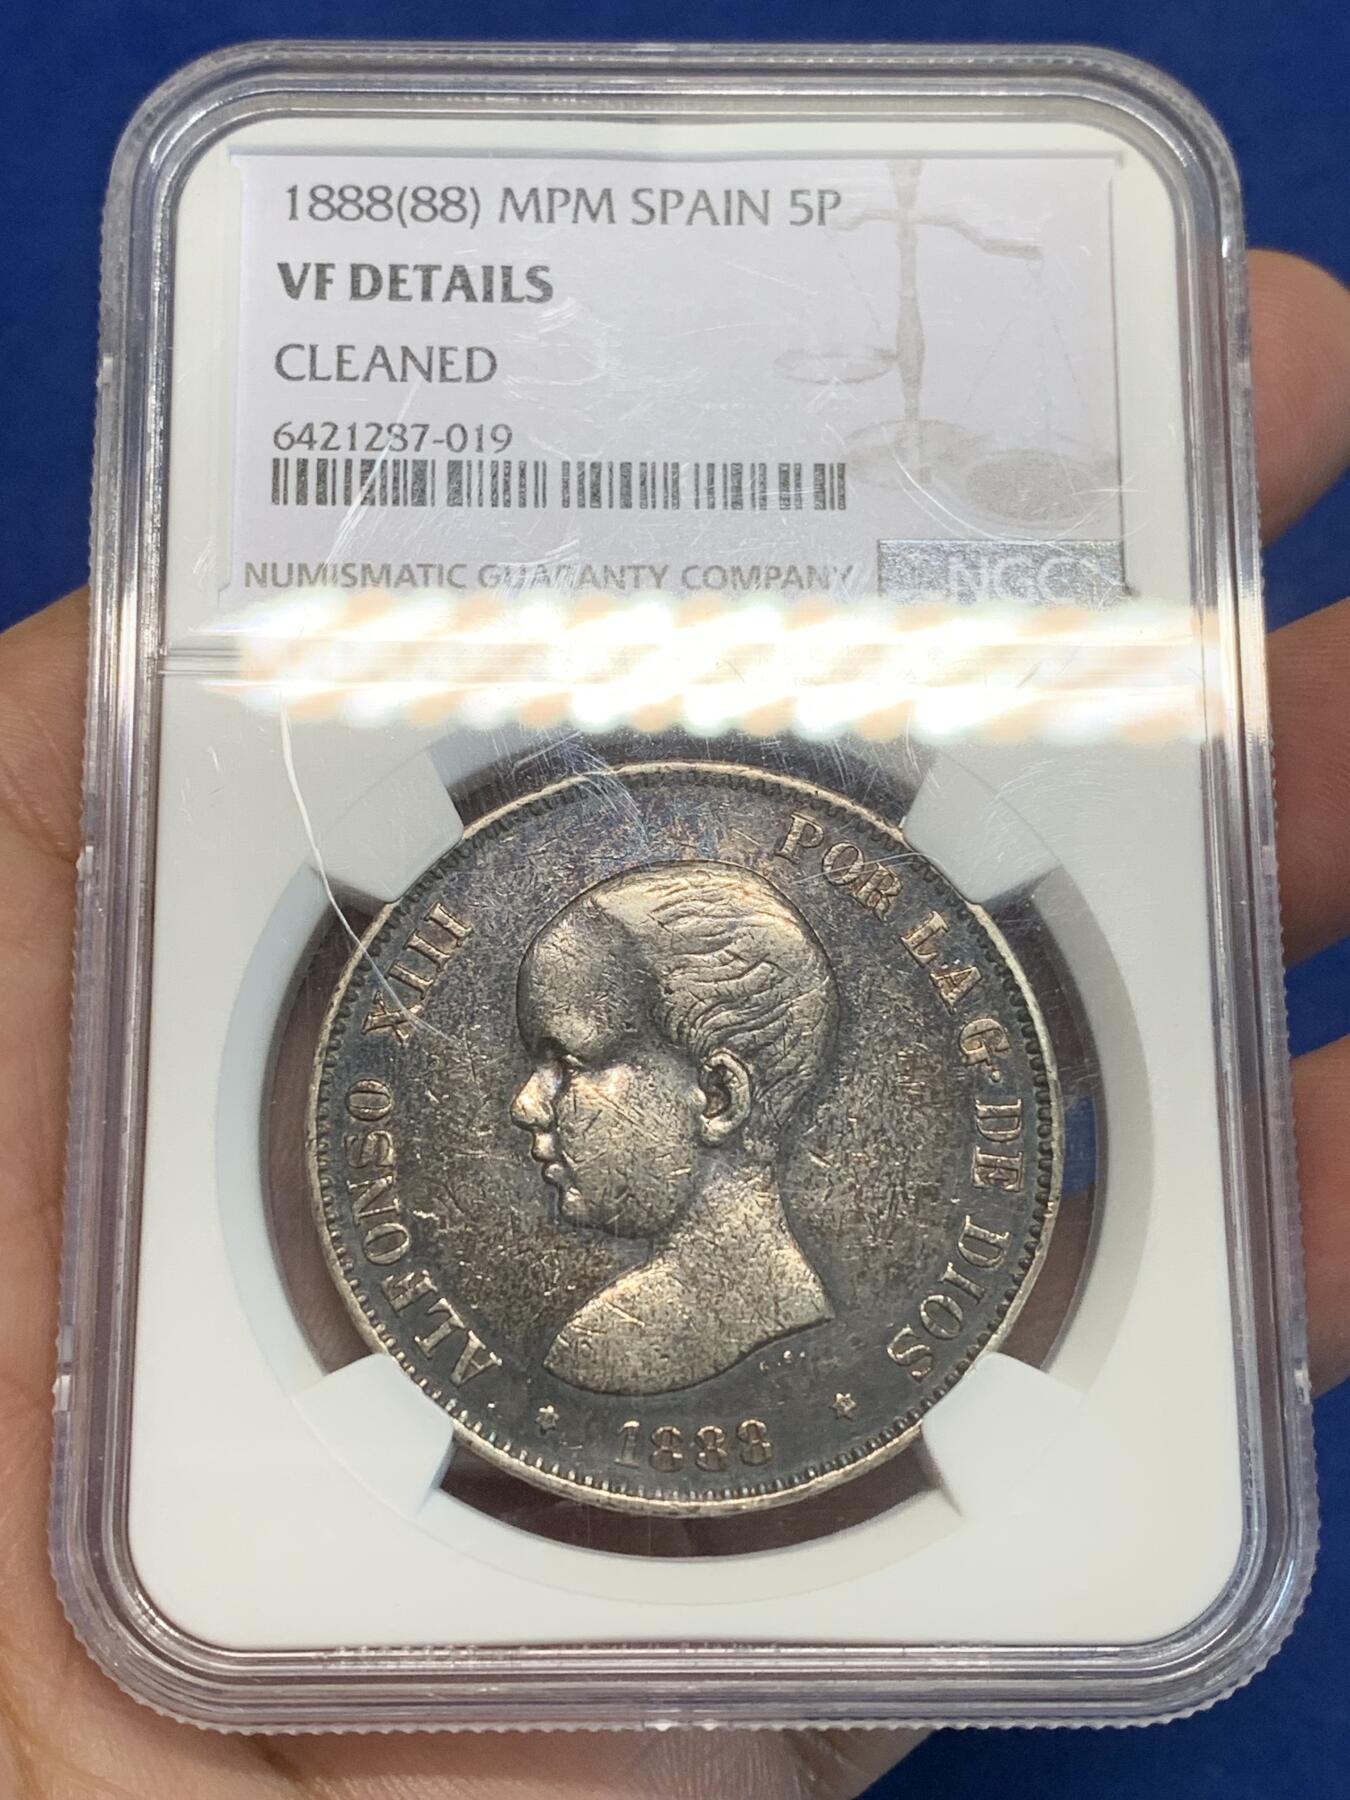 1888(88) MPM SPAIN 5P
VF DETAILS
CLEANED
6421287-019
NUMISMATIC GUARANTY COMPANY
NGC
ALFONSO XIII POR LA G. DE DIOS
* 1888 *